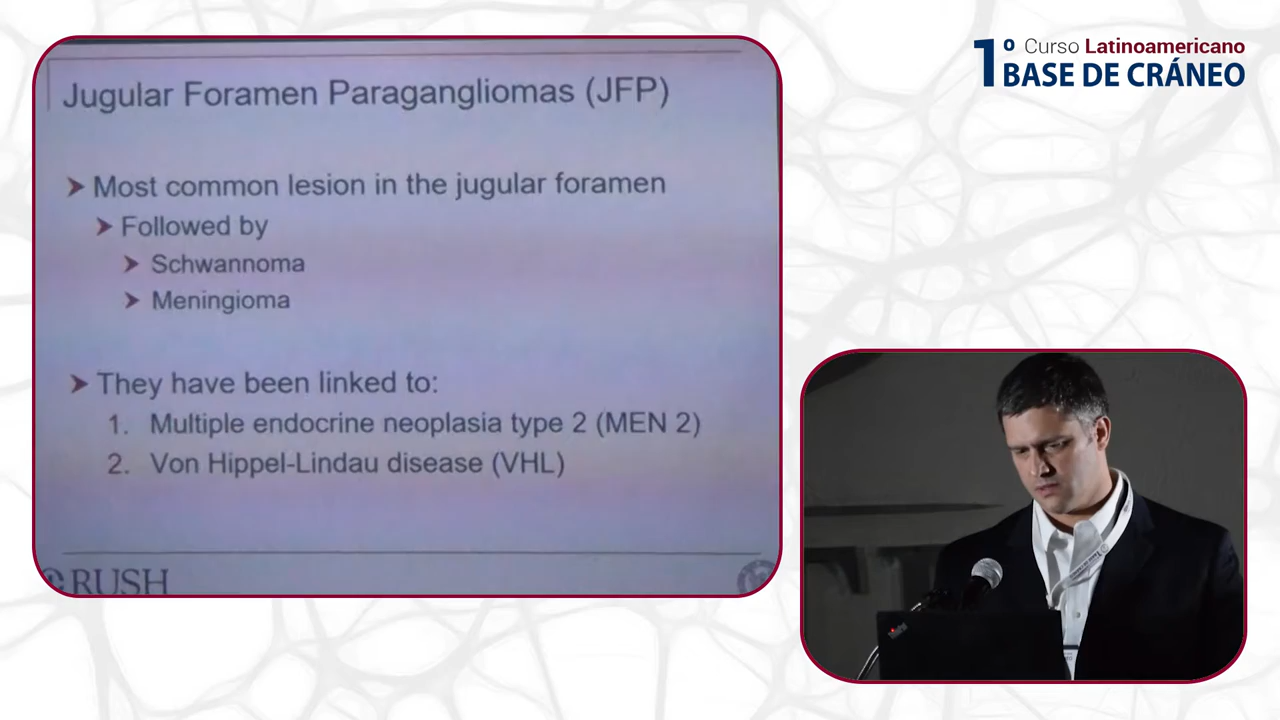 Jugular Foramen Paragangliomas (JFP)
Most common lesion in the jugular foramen
Followed by
Schwannoma
Meningioma
They have been linked to:
1. Multiple endocrine neoplasia type 2 (MEN 2)
2. Von Hippel-Lindau disease (VHL)
RUSH
1º Curso Latinoamericano
BASE DE CRÁNEO